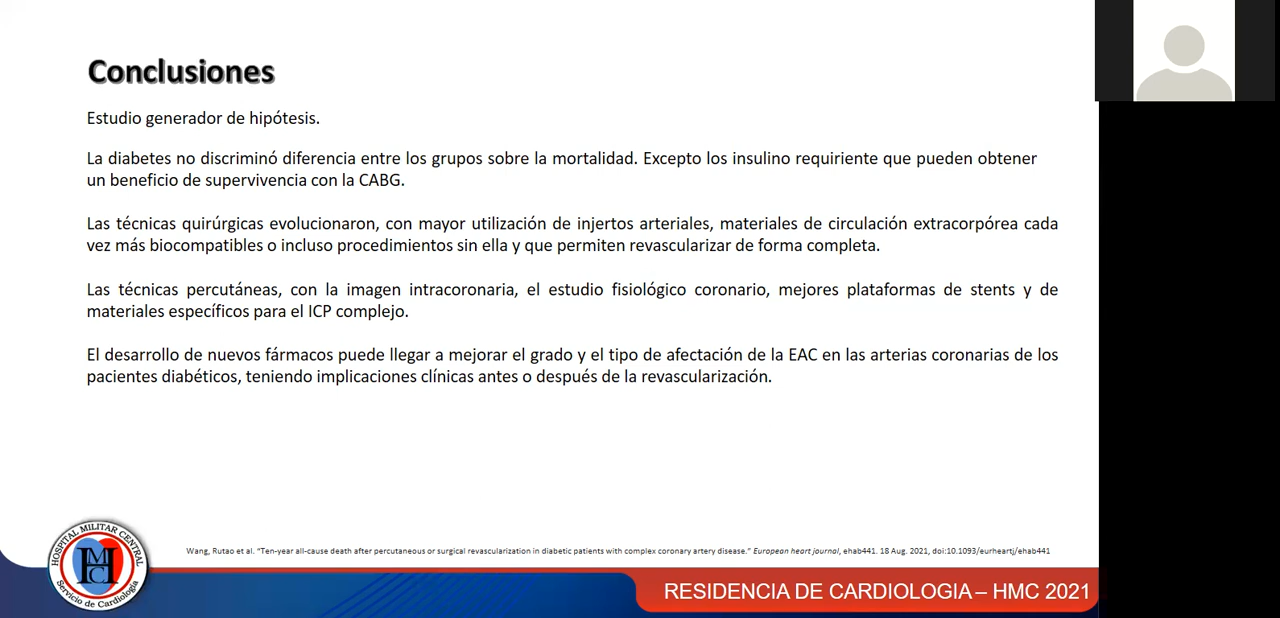 Conclusiones
Estudio generador de hipótesis.
La diabetes no discriminó diferencia entre los grupos sobre la mortalidad. Excepto los insulino requiriente que pueden obtener
un beneficio de supervivencia con la CABG.
Las técnicas quirúrgicas evolucionaron, con mayor utilización de injertos arteriales, materiales de circulación extracorpórea cada
vez más biocompatibles o incluso procedimientos sin ella y que permiten revascularizar de forma completa.
Las técnicas percutáneas, con la imagen intracoronaria, el estudio fisiológico coronario, mejores plataformas de stents y de
materiales específicos para el ICP complejo.
El desarrollo de nuevos fármacos puede llegar a mejorar el grado y el tipo de afectación de la EAC en las arterias coronarias de los
pacientes diabéticos, teniendo implicaciones clínicas antes o después de la revascularización.
Wang, Rutao et al. “Ten-year all-cause death after percutaneous or surgical revascularization in diabetic patients with complex coronary artery disease.” European heart journal, ehab441. 18 Aug. 2021, doi:10.1093/eurheartj/ehab441
HOSPITAL MILITAR CENTRAL
HMC
Servicio de Cardiología
RESIDENCIA DE CARDIOLOGIA – HMC 2021